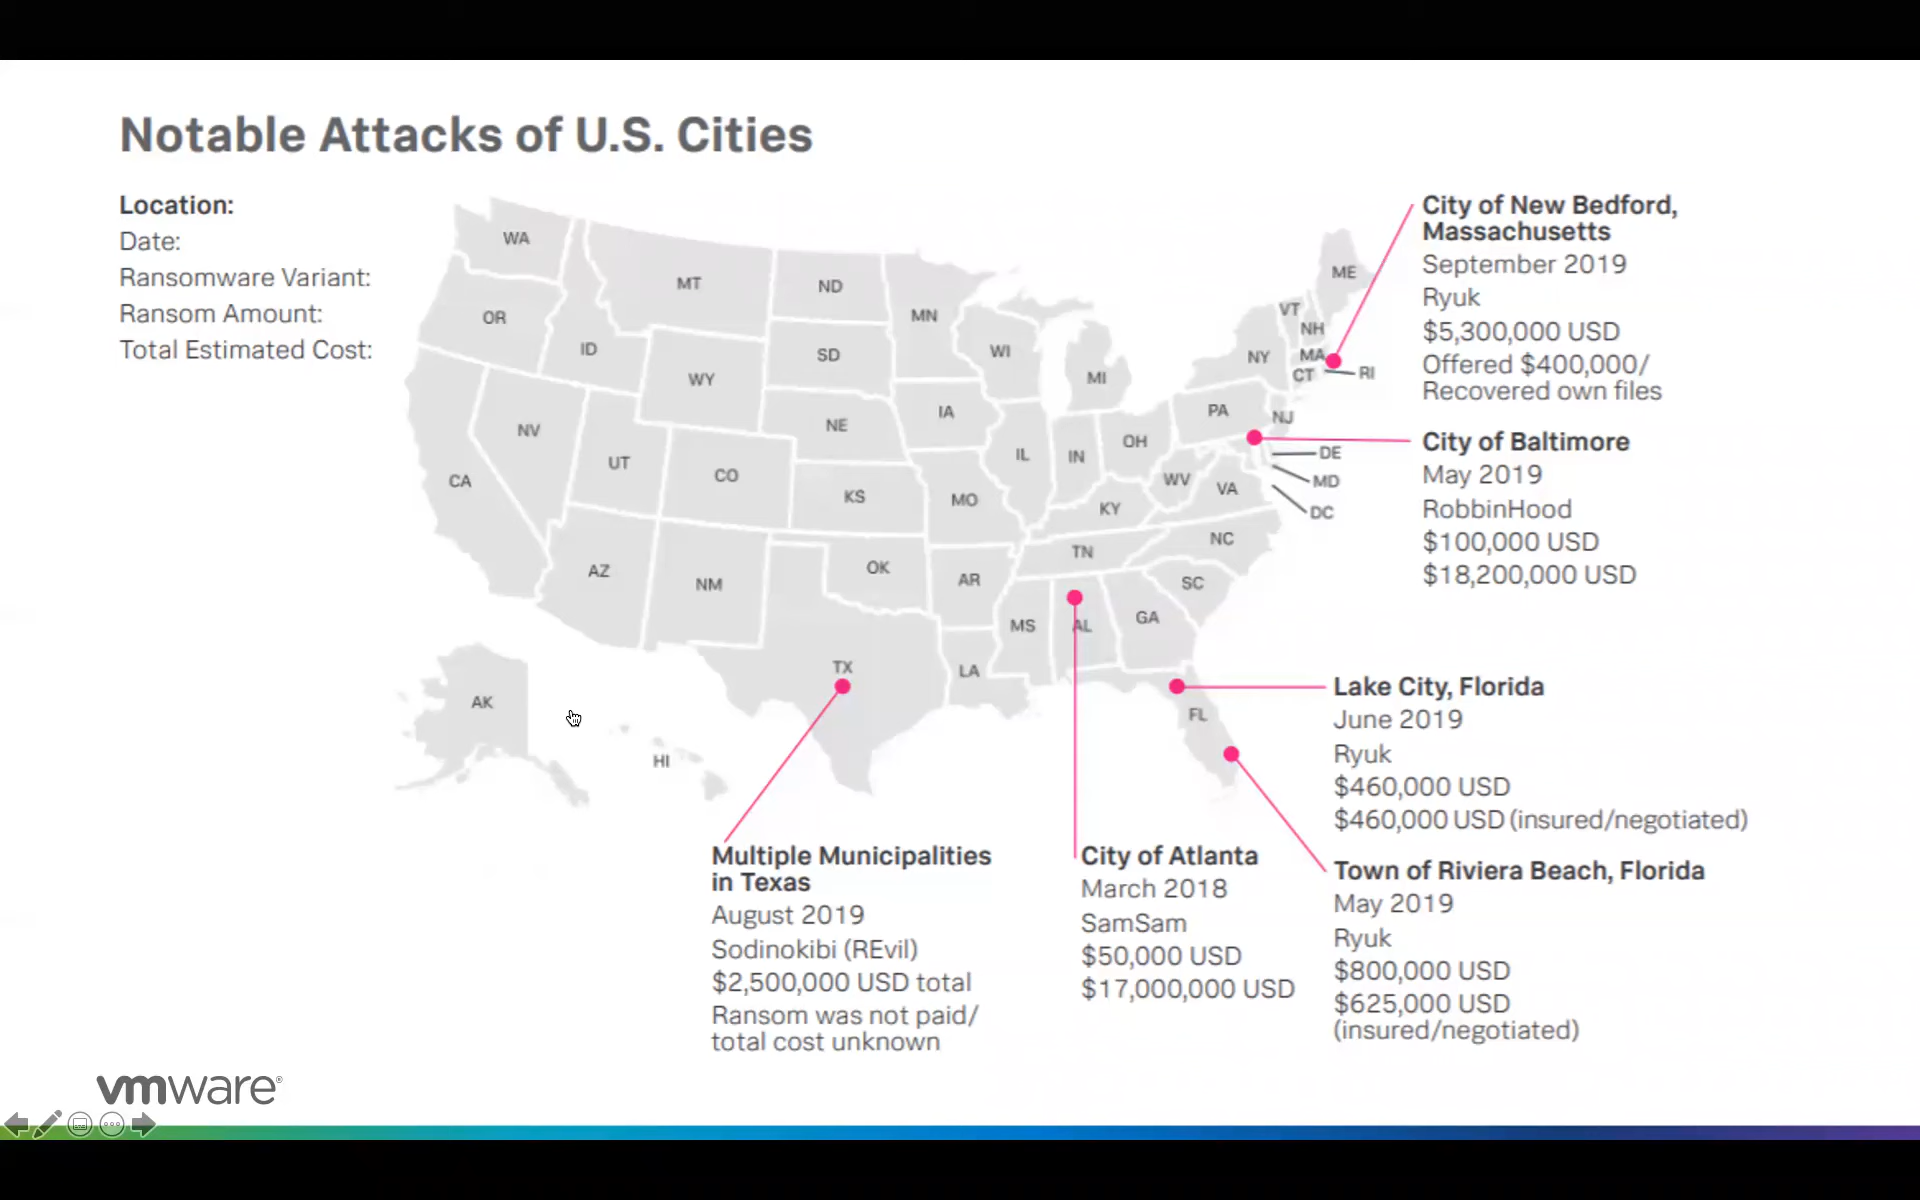 Notable Attacks of U.S. Cities
Location:
Date:
Ransomware Variant:
Ransom Amount:
Total Estimated Cost:
WA
OR
CA
ID
NV
MT
WY
UT
AZ
CO
NM
ND
SD
NE
KS
OK
TX
MN
IA
MO
AR
LA
WI
IL
MI
IN
OH
KY
TN
MS
AL
GA
FL
SC
NC
VA
WV
PA
NY
VT
NH
ME
MA
CT
RI
NJ
DE
MD
DC
AK
HI
City of New Bedford,
Massachusetts
September 2019
Ryuk
$5,300,000 USD
Offered $400,000/
Recovered own files
City of Baltimore
May 2019
RobbinHood
$100,000 USD
$18,200,000 USD
Lake City, Florida
June 2019
Ryuk
$460,000 USD
$460,000 USD (insured/negotiated)
Town of Riviera Beach, Florida
May 2019
Ryuk
$800,000 USD
$625,000 USD
(insured/negotiated)
City of Atlanta
March 2018
SamSam
$50,000 USD
$17,000,000 USD
Multiple Municipalities
in Texas
August 2019
Sodinokibi (REvil)
$2,500,000 USD total
Ransom was not paid/
total cost unknown
vmware®